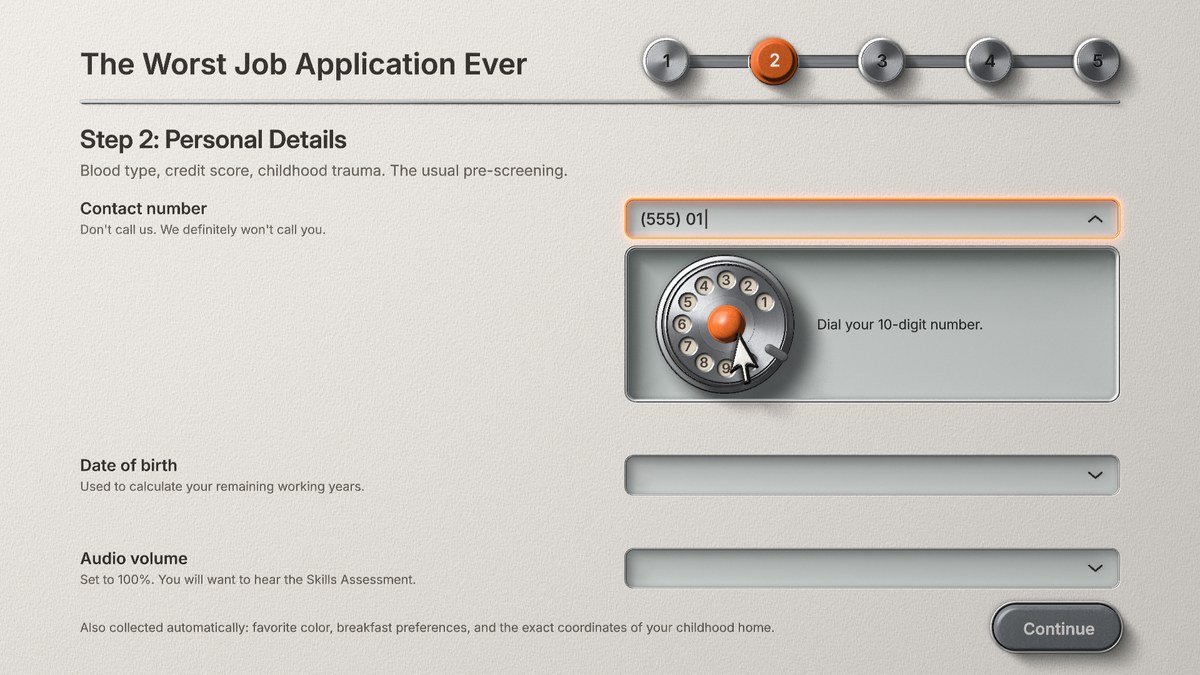 The Worst Job Application Ever
1 2 3 4 5
Step 2: Personal Details
Blood type, credit score, childhood trauma. The usual pre-screening.
Contact number
Don't call us. We definitely won't call you.
(555) 01
1
2
3
4
5
6
7
8
9
Dial your 10-digit number.
Date of birth
Used to calculate your remaining working years.
Audio volume
Set to 100%. You will want to hear the Skills Assessment.
Also collected automatically: favorite color, breakfast preferences, and the exact coordinates of your childhood home.
Continue